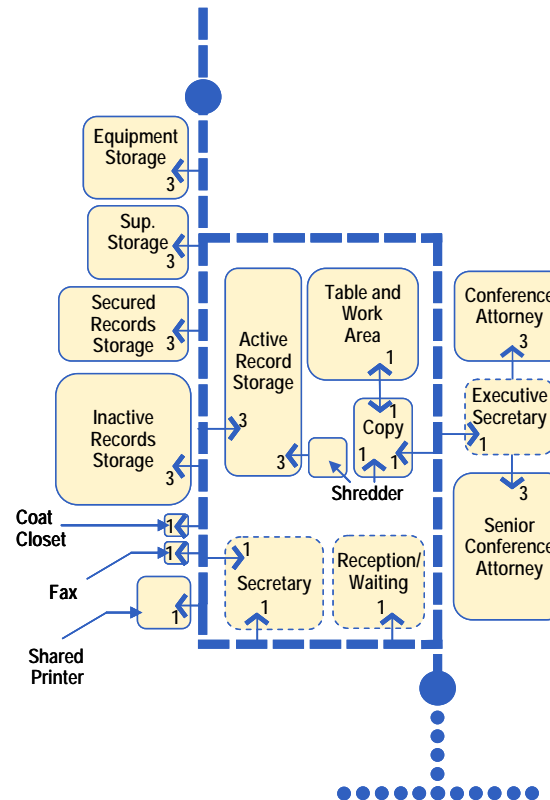 Equipment
Storage
3
Sup.
Storage
3
Secured
Records
Storage
3
Inactive
Records
Storage
3
Coat
Closet
1
Fax
1
Shared
Printer
1
Active
Record
Storage
3
3
Shredder
Table and
Work
Area
1
1
Copy
1
1
1
Secretary
1
Reception/
Waiting
1
Conference
Attorney
3
Executive
Secretary
1
3
Senior
Conference
Attorney